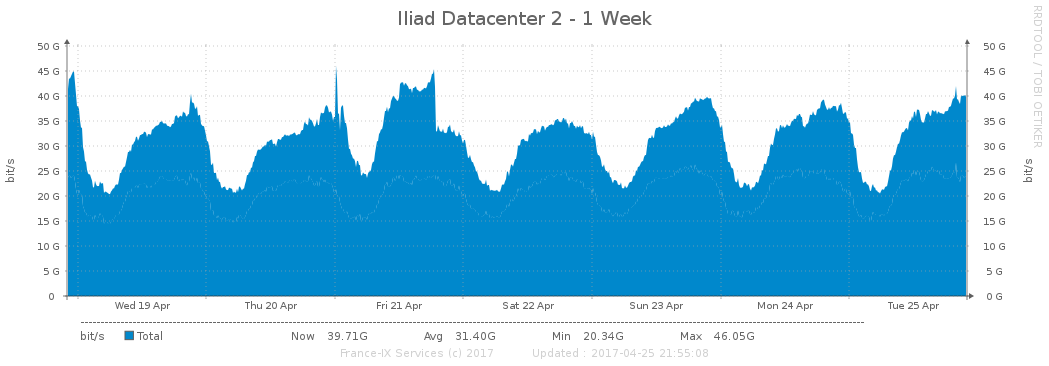 Iliad Datacenter 2 - 1 Week
RRDTOOL / TOBI OETIKER
50 G 50 G
45 G 45 G
40 G 40 G
35 G 35 G
30 G 30 G
25 G 25 G
20 G 20 G
15 G 15 G
10 G 10 G
5 G 5 G
0 0 G
bit/s bit/s
Wed 19 Apr Thu 20 Apr Fri 21 Apr Sat 22 Apr Sun 23 Apr Mon 24 Apr Tue 25 Apr
bit/s Total Now 39.71G Avg 31.40G Min 20.34G Max 46.05G
France-IX Services (c) 2017 Updated : 2017-04-25 21:55:08